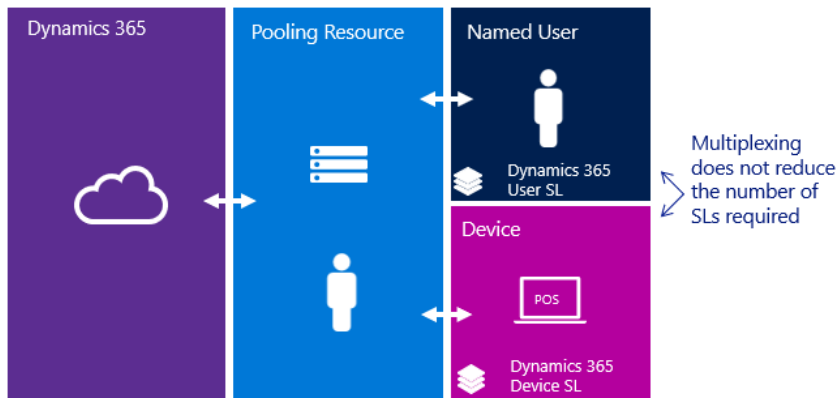 Dynamics 365
Pooling Resource
Named User
Dynamics 365
User SL
Device
POS
Dynamics 365
Device SL
Multiplexing
does not reduce
the number of
SLs required